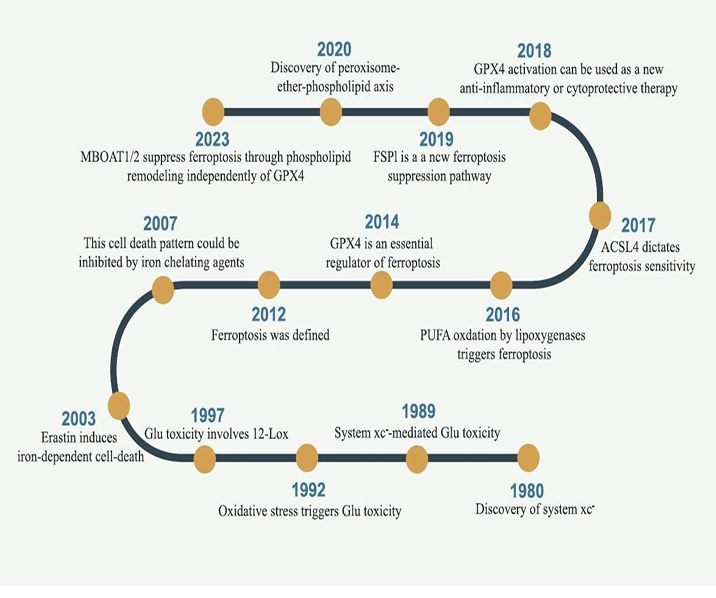 2020
Discovery of peroxisome-
ether-phospholipid axis
2018
GPX4 activation can be used as a new
anti-inflammatory or cytoprotective therapy
2023
MBOAT1/2 suppress ferroptosis through phospholipid
remodeling independently of GPX4
2019
FSPl is a a ncw ferroptosis
suppression pathway
2017
ACSL4 dictates
ferroptosis sensitivity
2007
This cell death pattern could be
inhibited by iron chelating agents
2014
GPX4 is an essential
regulator of ferroptosis
2012
Ferroptosis was defined
2016
PUFA oxdation by lipoxygenases
triggers ferroptosis
2003
Erastin induces
iron-dependent cell-death
1997
Glu toxicity involves 12-Lox
1989
System xc⁻-mediated Glu toxicity
1992
Oxidative stress triggers Glu toxicity
1980
Discovery of system xc⁻